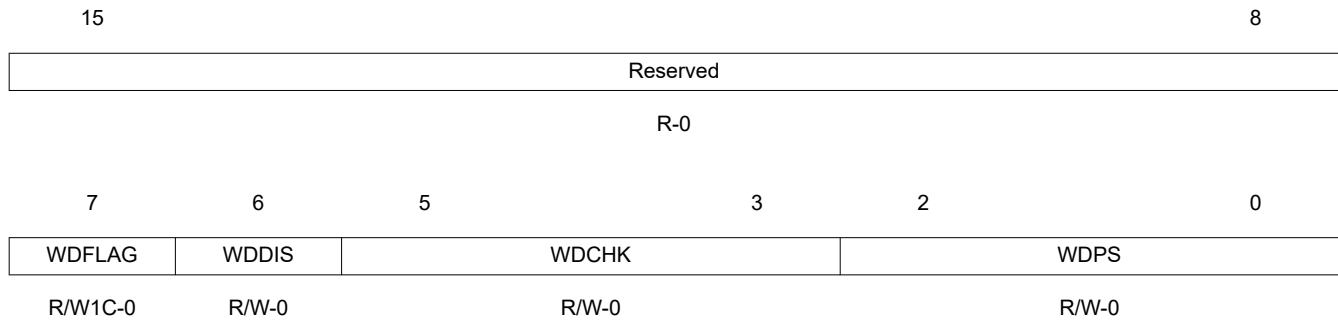 15 8
Reserved
R-0
7 6 5 3 2 0
WDFLAG WDDIS WDCHK WDPS
R/W1C-0 R/W-0 R/W-0 R/W-0